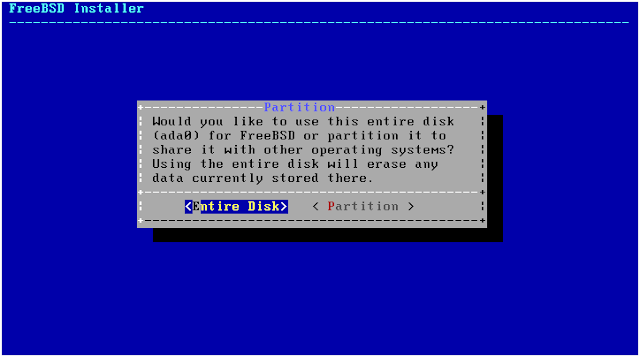 FreeBSD Installer
Partition
Would you like to use this entire disk
(ada0) for FreeBSD or partition it to
share it with other operating systems?
Using the entire disk will erase any
data currently stored there.
<Entire Disk> < Partition >